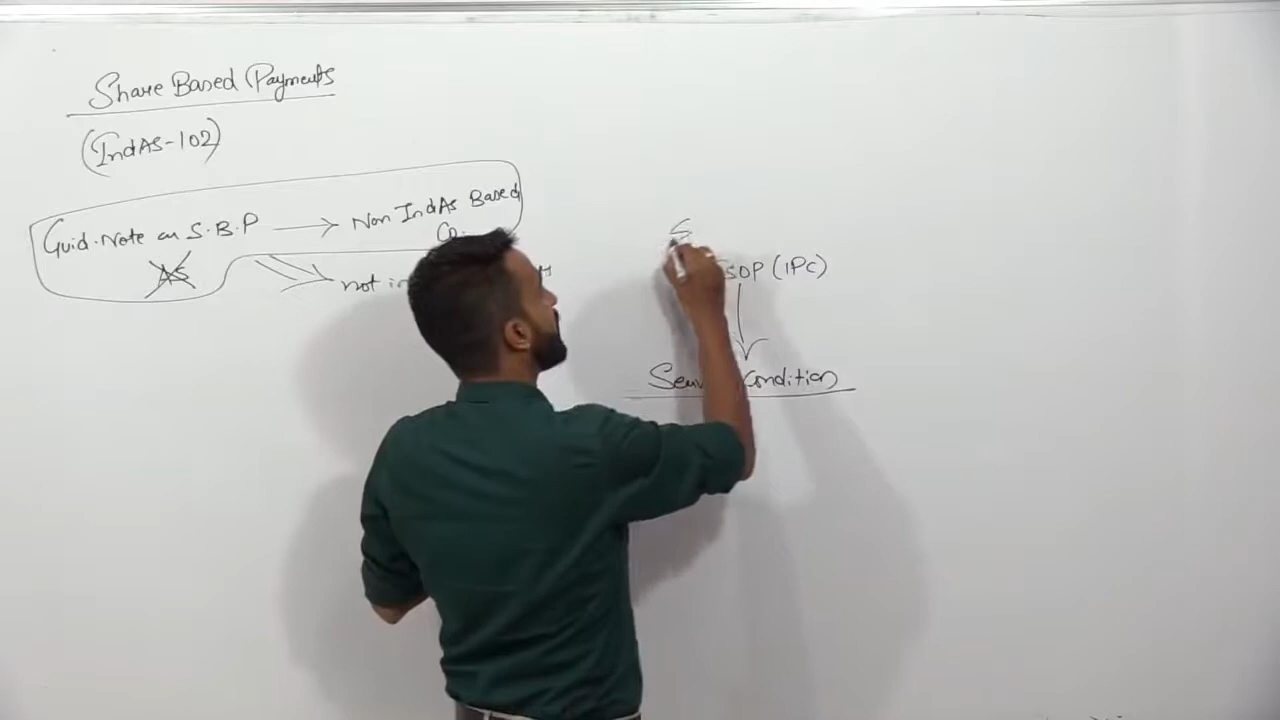 Share Based Payments
(IndAS-102)
Guid. Note on S.B.P → Non IndAs Based
Co.
AS
not in
SOP (IPC)
Condition